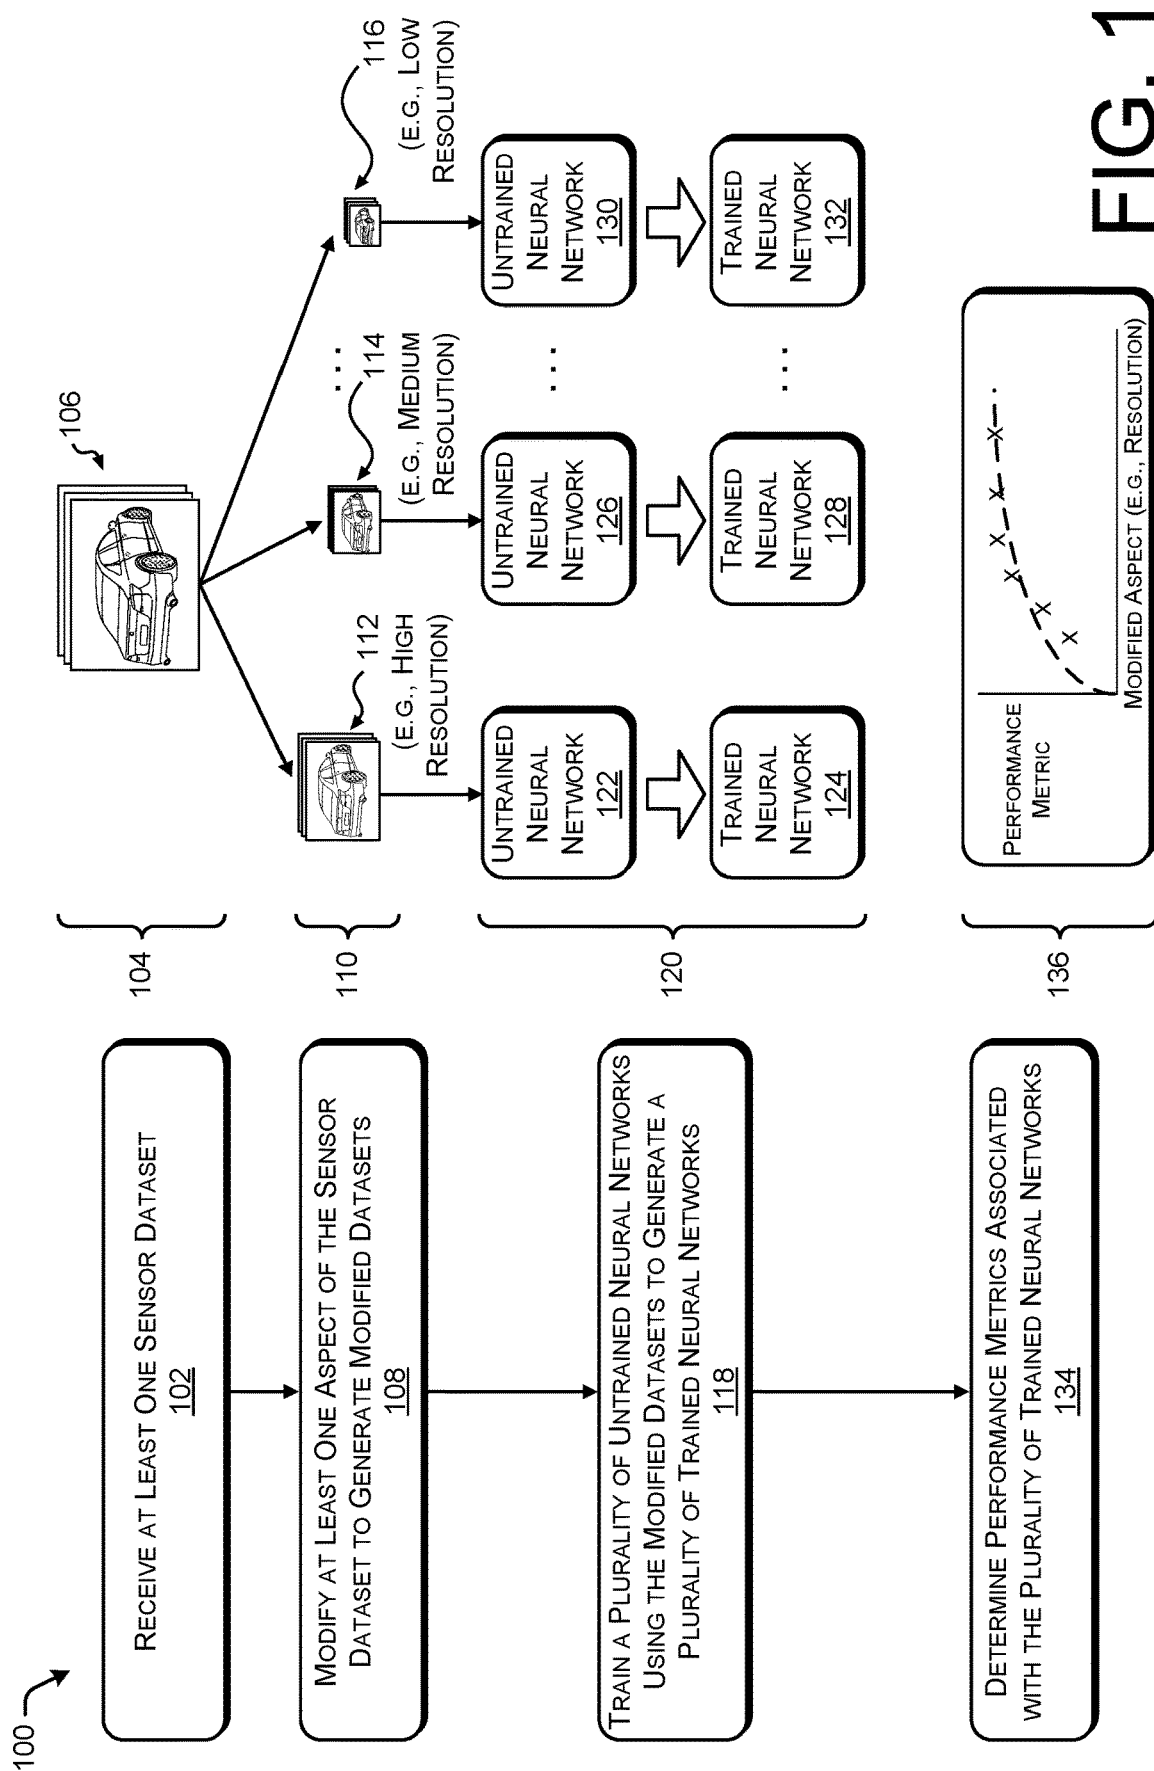 100
RECEIVE AT LEAST ONE SENSOR DATASET
102
MODIFY AT LEAST ONE ASPECT OF THE SENSOR
DATASET TO GENERATE MODIFIED DATASETS
108
TRAIN A PLURALITY OF UNTRAINED NEURAL NETWORKS
USING THE MODIFIED DATASETS TO GENERATE A
PLURALITY OF TRAINED NEURAL NETWORKS
118
DETERMINE PERFORMANCE METRICS ASSOCIATED
WITH THE PLURALITY OF TRAINED NEURAL NETWORKS
134
104
106
110
112
(E.G., HIGH
RESOLUTION)
114
(E.G., MEDIUM
RESOLUTION)
...
116
(E.G., LOW
RESOLUTION)
120
UNTRAINED
NEURAL
NETWORK
122
UNTRAINED
NEURAL
NETWORK
126
...
UNTRAINED
NEURAL
NETWORK
130
TRAINED
NEURAL
NETWORK
124
TRAINED
NEURAL
NETWORK
128
...
TRAINED
NEURAL
NETWORK
132
136
PERFORMANCE
METRIC
X X X X X X
MODIFIED ASPECT (E.G., RESOLUTION)
FIG. 1